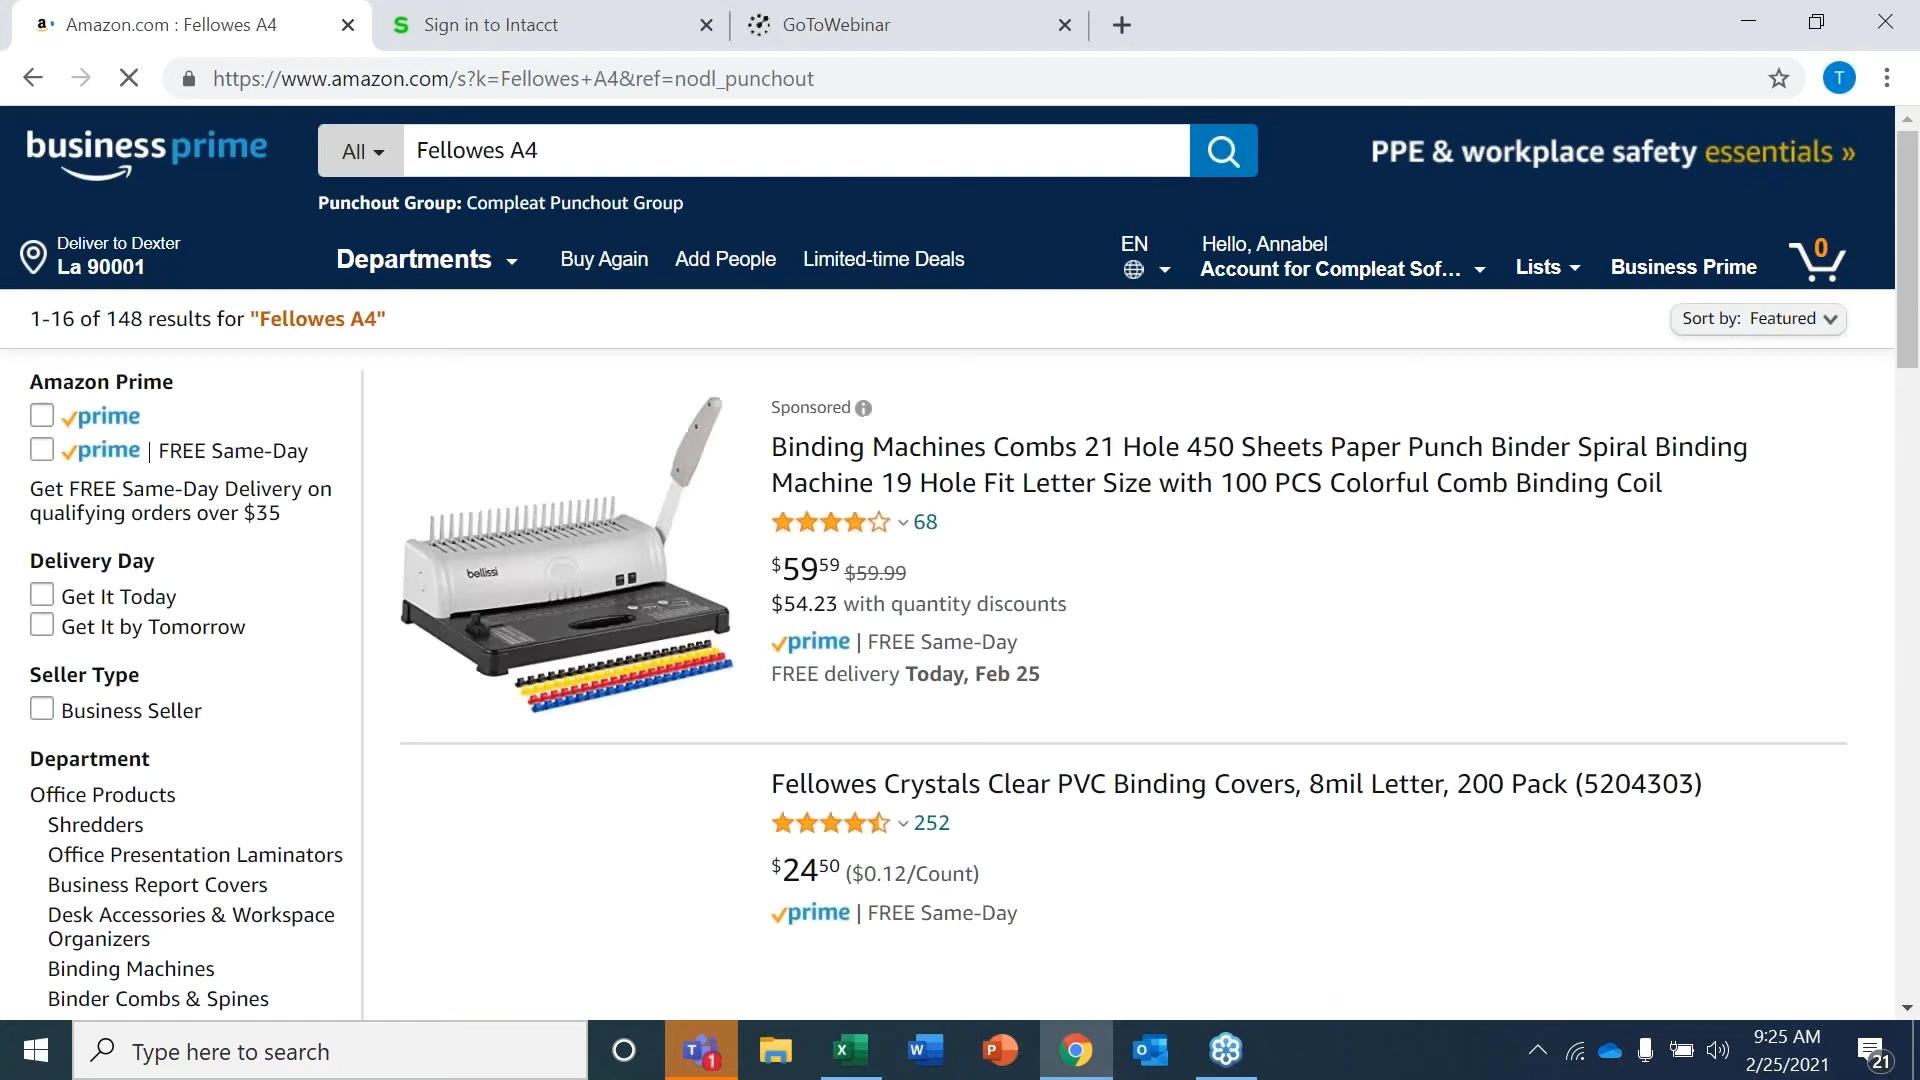 a Amazon.com : Fellowes A4
S Sign in to Intacct
GoToWebinar
https://www.amazon.com/s?k=Fellowes+A4&ref=nodl_punchout
T
business prime
All
Fellowes A4
PPE & workplace safety essentials »
Punchout Group: Compleat Punchout Group
Deliver to Dexter
La 90001
Departments
Buy Again
Add People
Limited-time Deals
EN
Hello, Annabel
Account for Compleat Sof...
Lists
Business Prime
0
1-16 of 148 results for "Fellowes A4"
Sort by: Featured
Amazon Prime
prime
prime | FREE Same-Day
Get FREE Same-Day Delivery on
qualifying orders over $35
Delivery Day
Get It Today
Get It by Tomorrow
Seller Type
Business Seller
Department
Office Products
Shredders
Office Presentation Laminators
Business Report Covers
Desk Accessories & Workspace
Organizers
Binding Machines
Binder Combs & Spines
bellissi
Sponsored
Binding Machines Combs 21 Hole 450 Sheets Paper Punch Binder Spiral Binding
Machine 19 Hole Fit Letter Size with 100 PCS Colorful Comb Binding Coil
68
$5959 $59.99
$54.23 with quantity discounts
prime | FREE Same-Day
FREE delivery Today, Feb 25
Fellowes Crystals Clear PVC Binding Covers, 8mil Letter, 200 Pack (5204303)
252
$2450 ($0.12/Count)
prime | FREE Same-Day
Type here to search
T 1
X
W
P
O
9:25 AM
2/25/2021
21